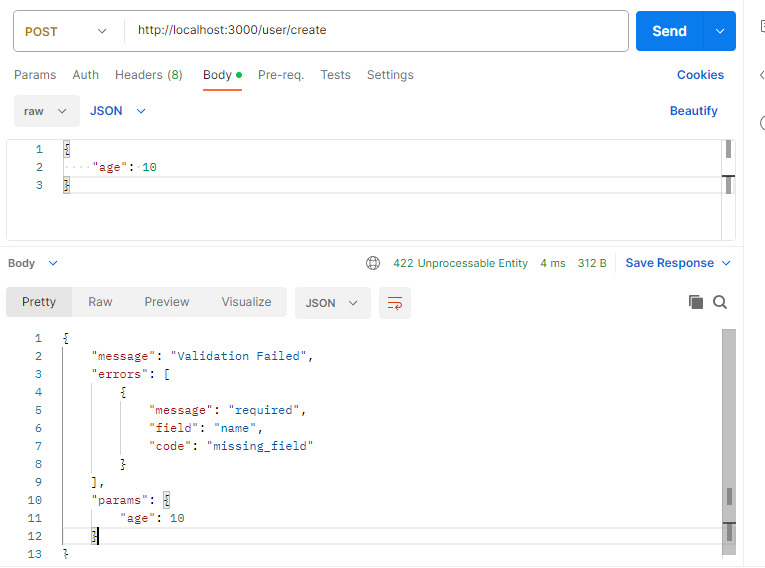 POST http://localhost:3000/user/create Send
Params Auth Headers (8) Body Pre-req. Tests Settings Cookies
raw JSON Beautify
1 {
2 "age": 10
3 }
Body 422 Unprocessable Entity 4 ms 312 B Save Response
Pretty Raw Preview Visualize JSON
1 {
2 "message": "Validation Failed",
3 "errors": [
4 {
5 "message": "required",
6 "field": "name",
7 "code": "missing_field"
8 }
9 ],
10 "params": {
11 "age": 10
12 }
13 }